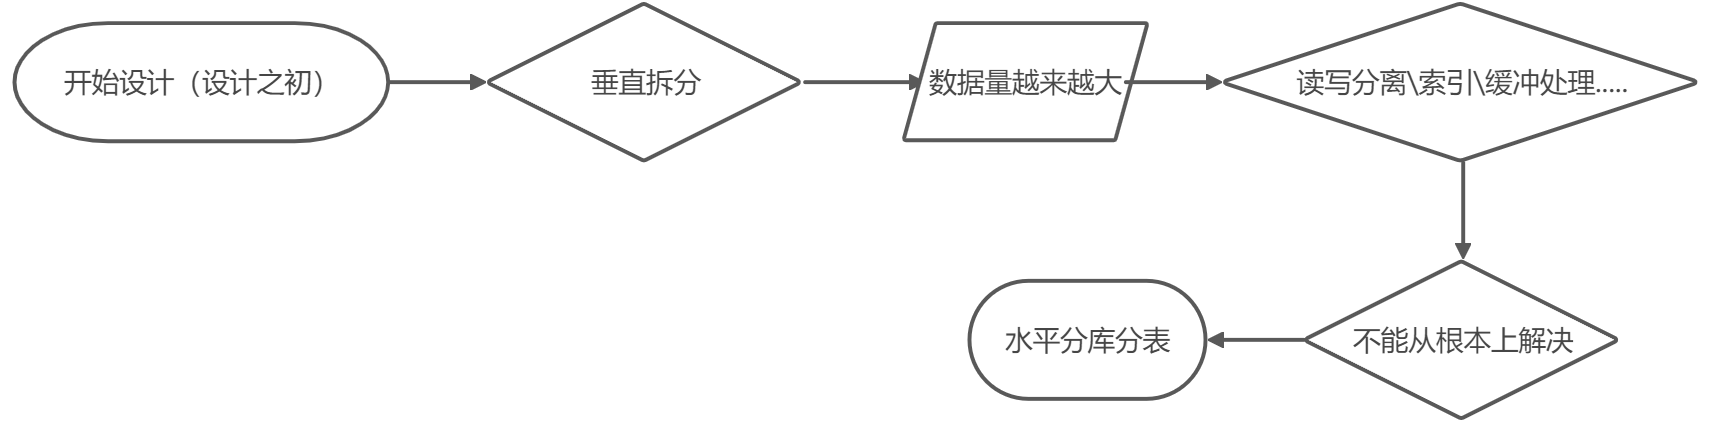 开始设计（设计之初）
垂直拆分
数据量越来越大
读写分离\索引\缓冲处理.....
不能从根本上解决
水平分库分表